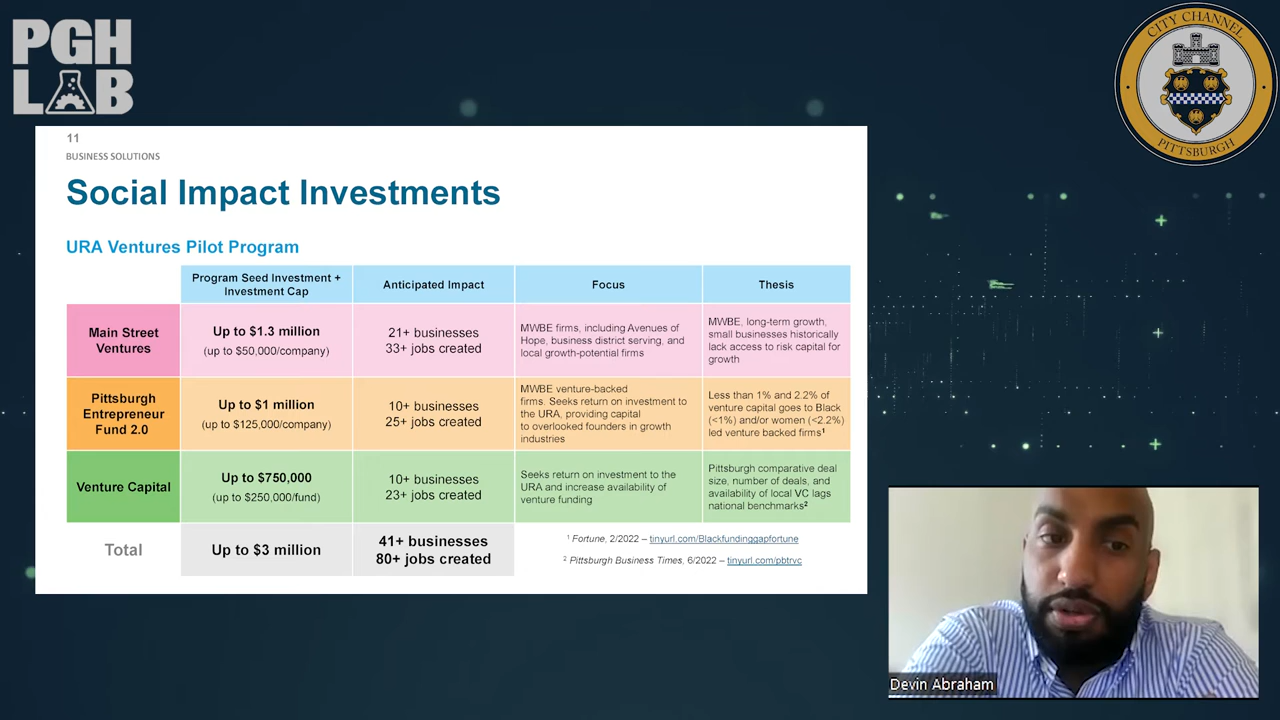 PGH
LAB
CITY CHANNEL
PITTSBURGH
11
BUSINESS SOLUTIONS
Social Impact Investments
URA Ventures Pilot Program
Program Seed Investment +
Investment Cap
Anticipated Impact
Focus
Thesis
Main Street
Ventures
Up to $1.3 million
(up to $50,000/company)
21+ businesses
33+ jobs created
MWBE firms, including Avenues of
Hope, business district serving, and
local growth-potential firms
MWBE, long-term growth,
small businesses historically
lack access to risk capital for
growth
Pittsburgh
Entrepreneur
Fund 2.0
Up to $1 million
(up to $125,000/company)
10+ businesses
25+ jobs created
MWBE venture-backed
firms. Seeks return on investment to
the URA, providing capital
to overlooked founders in growth
industries
Less than 1% and 2.2% of
venture capital goes to Black
(<1%) and/or women (<2.2%)
led venture backed firms¹
Venture Capital
Up to $750,000
(up to $250,000/fund)
10+ businesses
23+ jobs created
Seeks return on investment to the
URA and increase availability of
venture funding
Pittsburgh comparative deal
size, number of deals, and
availability of local VC lags
national benchmarks²
Total
Up to $3 million
41+ businesses
80+ jobs created
¹ Fortune, 2/2022 – tinyurl.com/Blackfundinggapfortune
² Pittsburgh Business Times, 6/2022 – tinyurl.com/pbtrvc
Devin Abraham